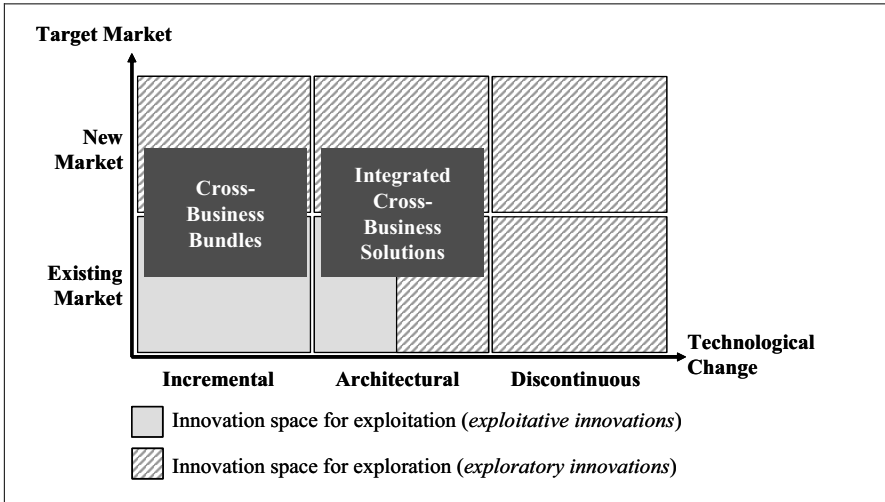 Target Market
New
Market
Cross-
Business
Bundles
Integrated
Cross-
Business
Solutions
Existing
Market
Technological
Change
Incremental
Architectural
Discontinuous
Innovation space for exploitation (exploitative innovations)
Innovation space for exploration (exploratory innovations)